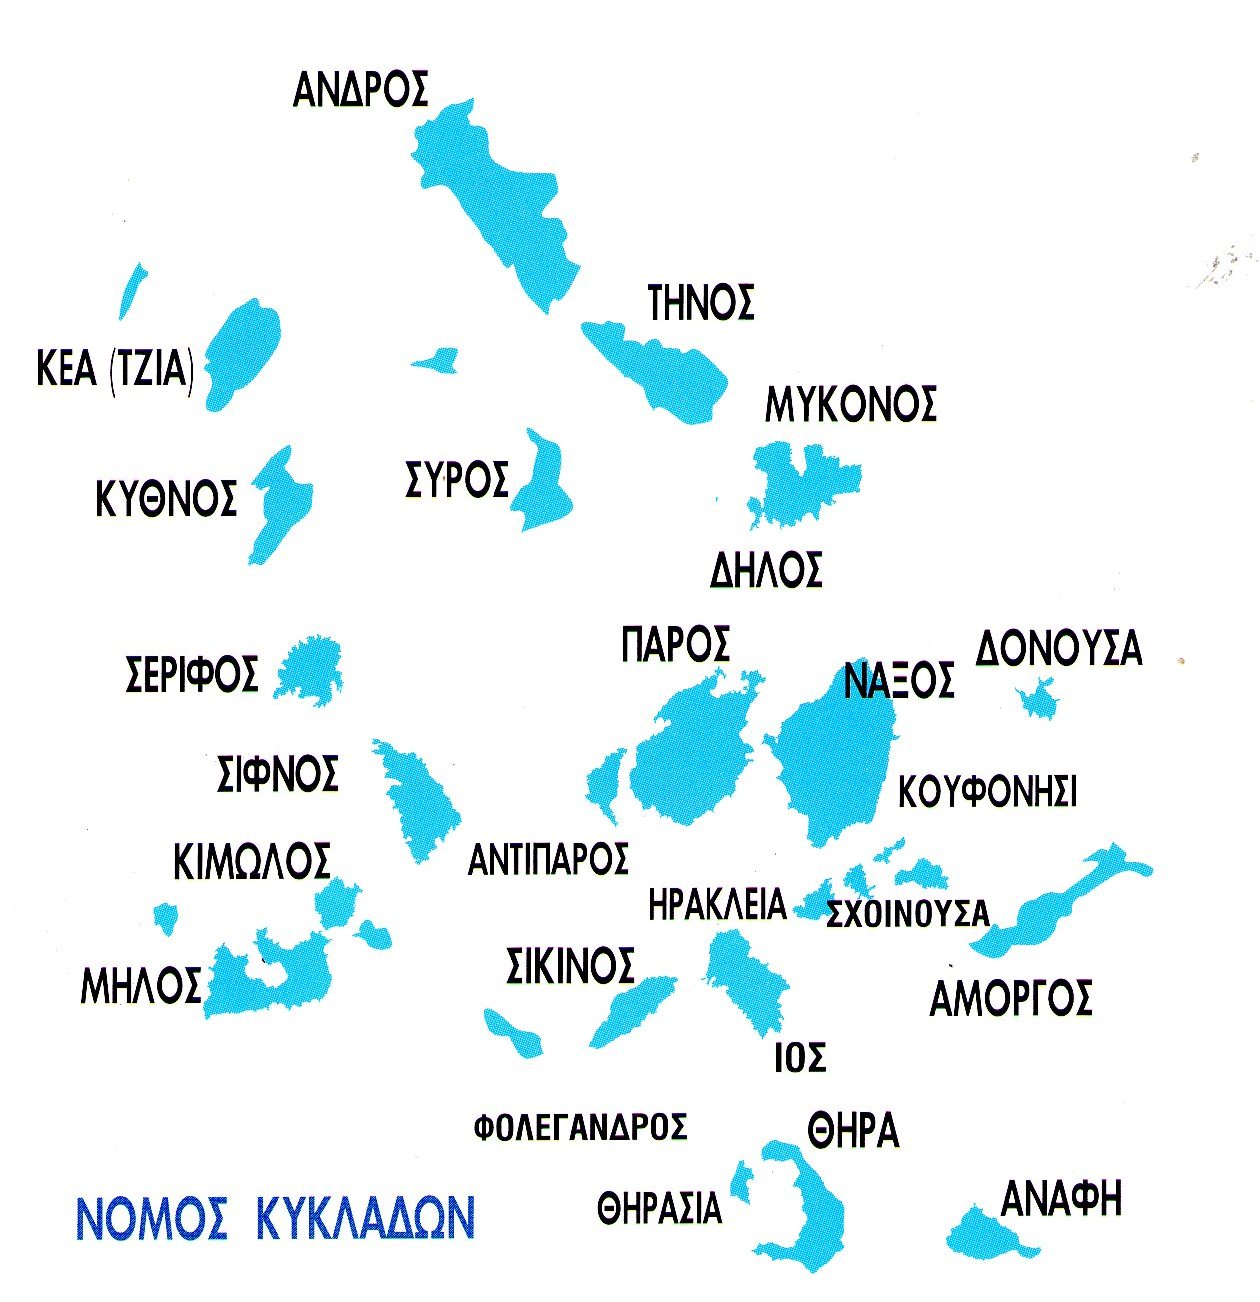 ΑΝΔΡΟΣ
ΤΗΝΟΣ
ΚΕΑ (ΤΖΙΑ)
ΜΥΚΟΝΟΣ
ΣΥΡΟΣ
ΚΥΘΝΟΣ
ΔΗΛΟΣ
ΠΑΡΟΣ
ΔΟΝΟΥΣΑ
ΣΕΡΙΦΟΣ
ΝΑΞΟΣ
ΣΙΦΝΟΣ
ΚΟΥΦΟΝΗΣΙ
ΚΙΜΩΛΟΣ
ΑΝΤΙΠΑΡΟΣ
ΗΡΑΚΛΕΙΑ
ΣΧΟΙΝΟΥΣΑ
ΣΙΚΙΝΟΣ
ΜΗΛΟΣ
ΑΜΟΡΓΟΣ
ΙΟΣ
ΦΟΛΕΓΑΝΔΡΟΣ
ΘΗΡΑ
ΑΝΑΦΗ
ΘΗΡΑΣΙΑ
ΝΟΜΟΣ ΚΥΚΛΑΔΩΝ